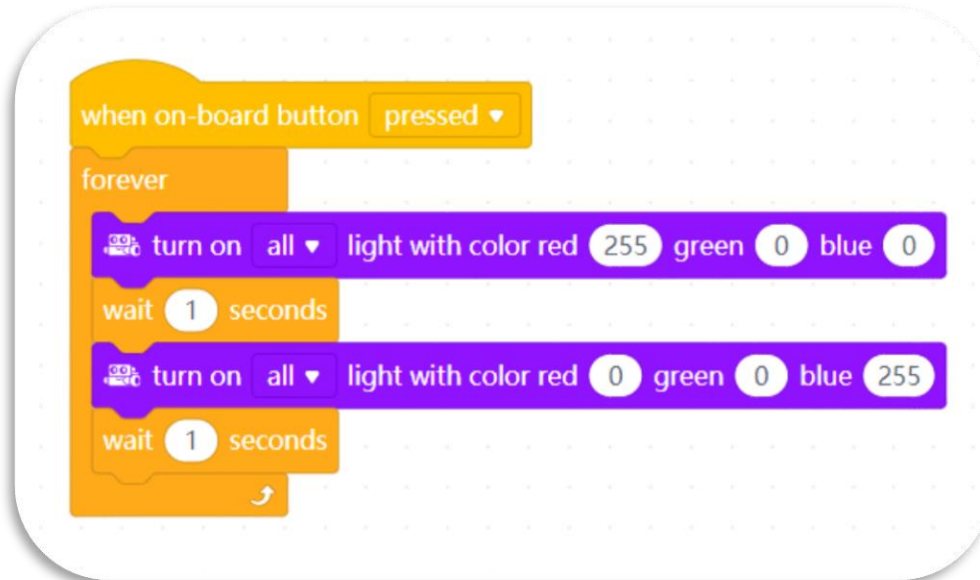 when on-board button pressed
forever
turn on all light with color red 255 green 0 blue 0
wait 1 seconds
turn on all light with color red 0 green 0 blue 255
wait 1 seconds